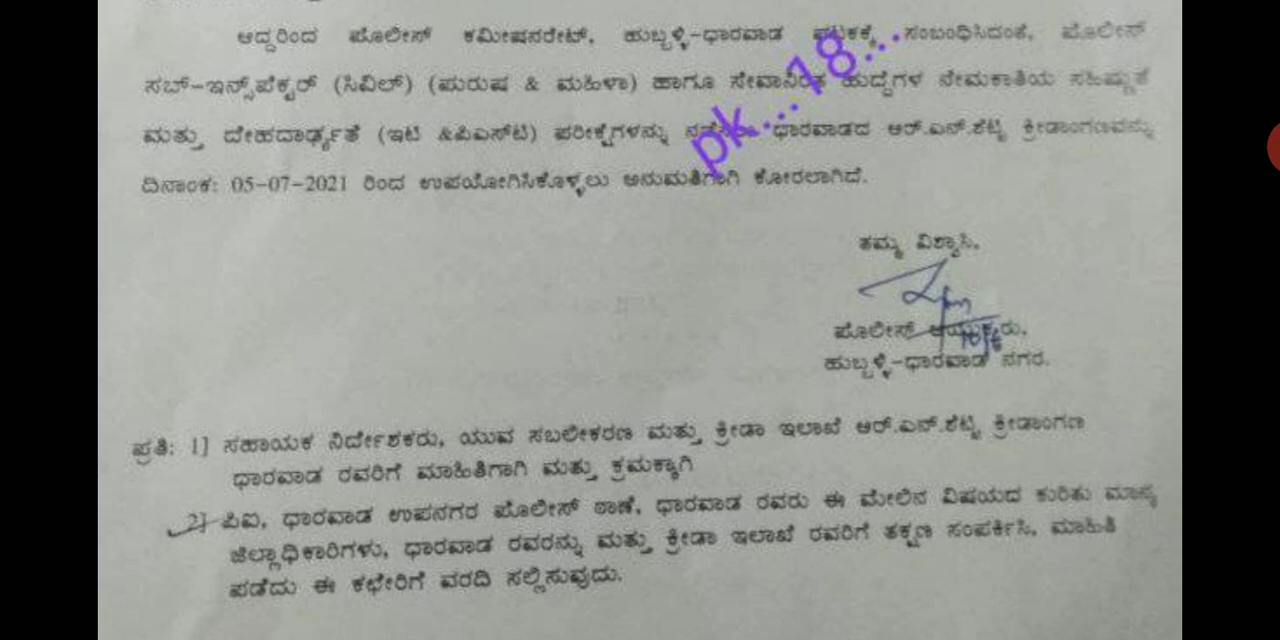 ಆದ್ದರಿಂದ ಪೊಲೀಸ್ ಕಮೀಷನರೇಟ್, ಹುಬ್ಬಳ್ಳಿ-ಧಾರವಾಡ ಘಟಕಕ್ಕೆ ಸಂಬಂಧಿಸಿದಂತೆ, ಪೊಲೀಸ್
ಸಬ್-ಇನ್ಸ್‌ಪೆಕ್ಟರ್ (ಸಿವಿಲ್) (ಪುರುಷ & ಮಹಿಳಾ) ಹಾಗೂ ಸೇವಾನಿರತ ಹುದ್ದೆಗಳ ನೇಮಕಾತಿಯ ಸಹಿಷ್ಣುತೆ
ಮತ್ತು ದೇಹದಾರ್ಢ್ಯತೆ (ಇಟಿ &ಪಿಎಸ್‌ಟಿ) ಪರೀಕ್ಷೆಗಳನ್ನು ಧಾರವಾಡದ ಆರ್.ಎನ್.ಶೆಟ್ಟಿ ಕ್ರೀಡಾಂಗಣವನ್ನು
ದಿನಾಂಕ: 05-07-2021 ರಿಂದ ಉಪಯೋಗಿಸಿಕೊಳ್ಳಲು ಅನುಮತಿಗಾಗಿ ಕೋರಲಾಗಿದೆ.
pk...18...
ತಮ್ಮ ವಿಶ್ವಾಸಿ,
ಪೊಲೀಸ್ ಆಯುಕ್ತರು,
ಹುಬ್ಬಳ್ಳಿ-ಧಾರವಾಡ ನಗರ.
ಪ್ರತಿ: 1] ಸಹಾಯಕ ನಿರ್ದೇಶಕರು, ಯುವ ಸಬಲೀಕರಣ ಮತ್ತು ಕ್ರೀಡಾ ಇಲಾಖೆ ಆರ್.ಎನ್.ಶೆಟ್ಟಿ ಕ್ರೀಡಾಂಗಣ
ಧಾರವಾಡ ರವರಿಗೆ ಮಾಹಿತಿಗಾಗಿ ಮತ್ತು ಕ್ರಮಕ್ಕಾಗಿ
2] ಪಿಐ, ಧಾರವಾಡ ಉಪನಗರ ಪೊಲೀಸ್ ಠಾಣೆ, ಧಾರವಾಡ ರವರು ಈ ಮೇಲಿನ ವಿಷಯದ ಕುರಿತು ಮಾನ್ಯ
ಜಿಲ್ಲಾಧಿಕಾರಿಗಳು, ಧಾರವಾಡ ರವರನ್ನು ಮತ್ತು ಕ್ರೀಡಾ ಇಲಾಖೆ ರವರಿಗೆ ತಕ್ಷಣ ಸಂಪರ್ಕಿಸಿ, ಮಾಹಿತಿ
ಪಡೆದು ಈ ಕಛೇರಿಗೆ ವರದಿ ಸಲ್ಲಿಸುವುದು.